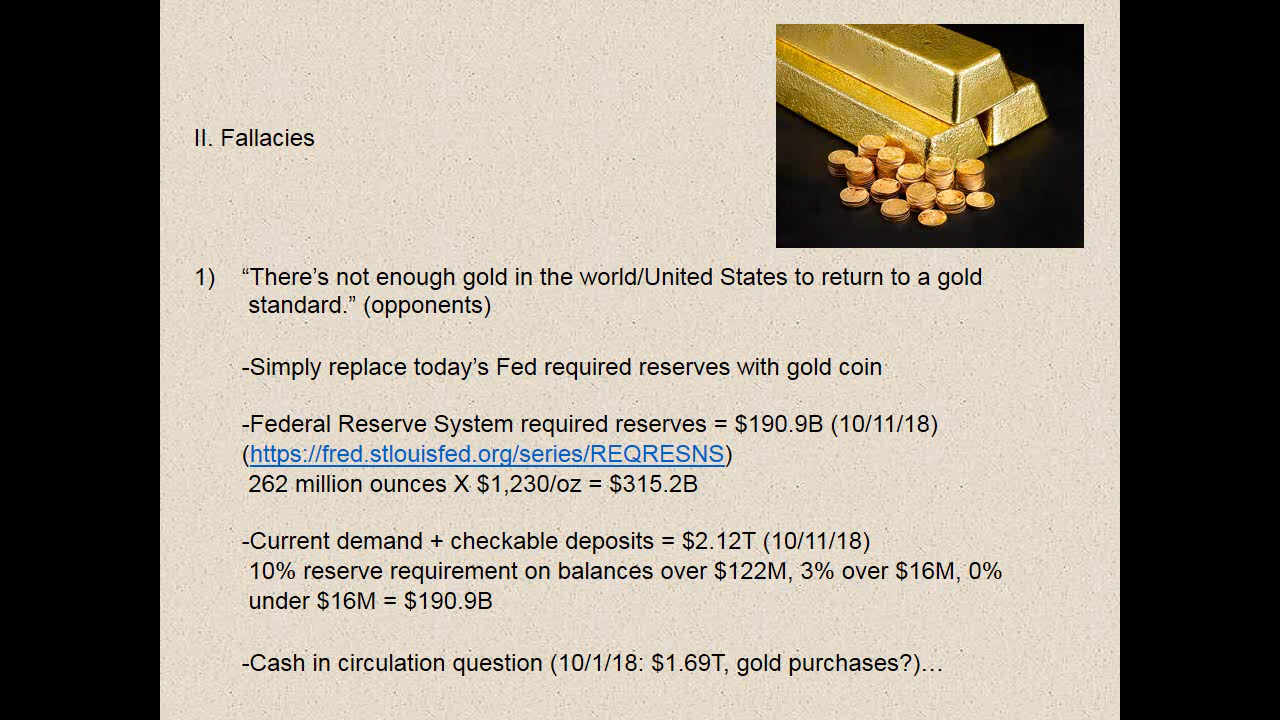 II. Fallacies
1) “There’s not enough gold in the world/United States to return to a gold
standard.” (opponents)
-Simply replace today’s Fed required reserves with gold coin
-Federal Reserve System required reserves = $190.9B (10/11/18)
(https://fred.stlouisfed.org/series/REQRESNS)
262 million ounces X $1,230/oz = $315.2B
-Current demand + checkable deposits = $2.12T (10/11/18)
10% reserve requirement on balances over $122M, 3% over $16M, 0%
under $16M = $190.9B
-Cash in circulation question (10/1/18: $1.69T, gold purchases?)…